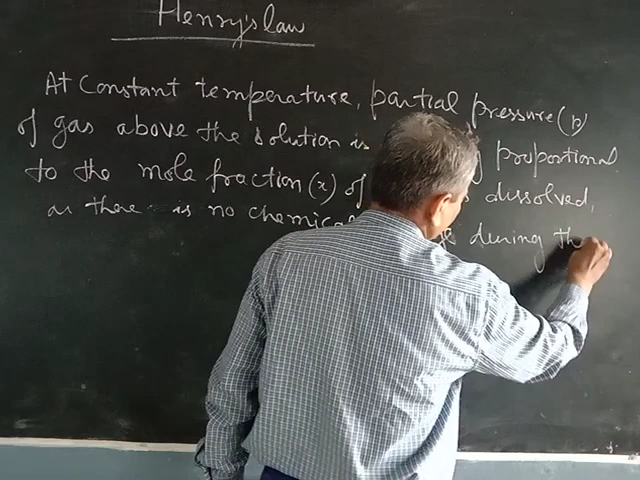 Henry's law
At Constant temperature, partial pressure (p)
of gas above the solution is proportional
to the mole fraction (x) of dissolved,
as there is no chemical during th